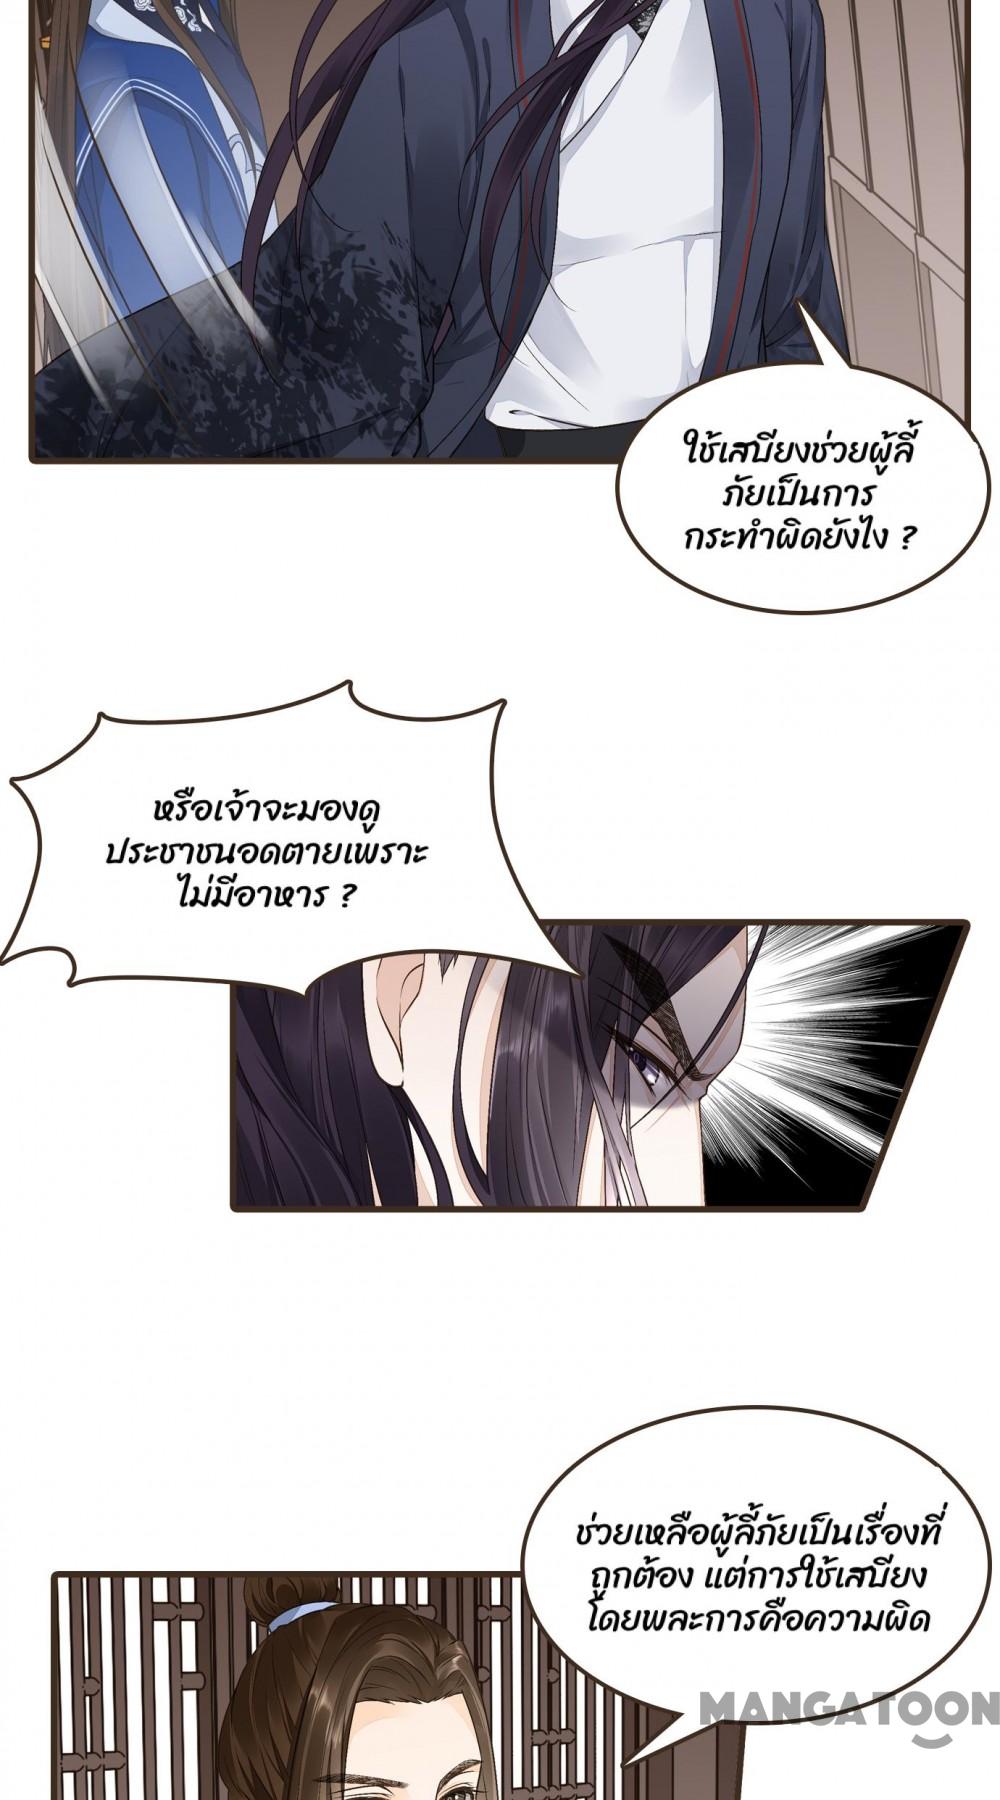 ใช้เสบียงช่วยผู้ลี้
ภัยเป็นการ
กระทำผิดยังไง ?
หรือเจ้าจะมองดู
ประชาชนอดตายเพราะ
ไม่มีอาหาร ?
ช่วยเหลือผู้ลี้ภัยเป็นเรื่องที่
ถูกต้อง แต่การใช้เสบียง
โดยพละการคือความผิด
MANGATOON